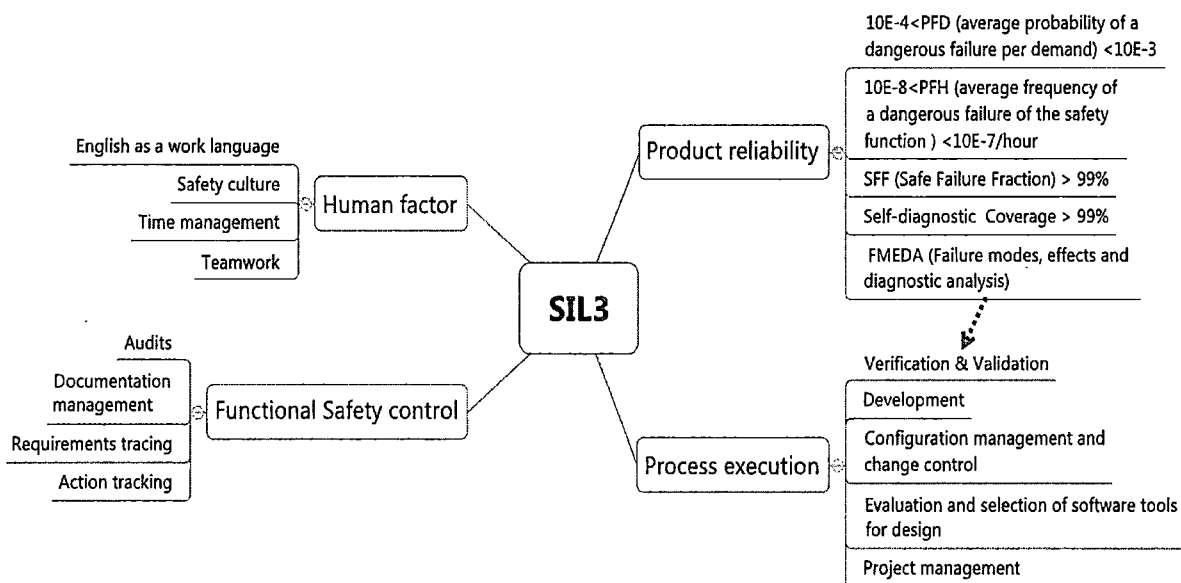 SIL3
Human factor
English as a work language
Safety culture
Time management
Teamwork
Functional Safety control
Audits
Documentation
management
Requirements tracing
Action tracking
Product reliability
10E-4<PFD (average probability of a
dangerous failure per demand) <10E-3
10E-8<PFH (average frequency of
a dangerous failure of the safety
function ) <10E-7/hour
SFF (Safe Failure Fraction) > 99%
Self-diagnostic Coverage > 99%
FMEDA (Failure modes, effects and
diagnostic analysis)
Process execution
Verification & Validation
Development
Configuration management and
change control
Evaluation and selection of software tools
for design
Project management